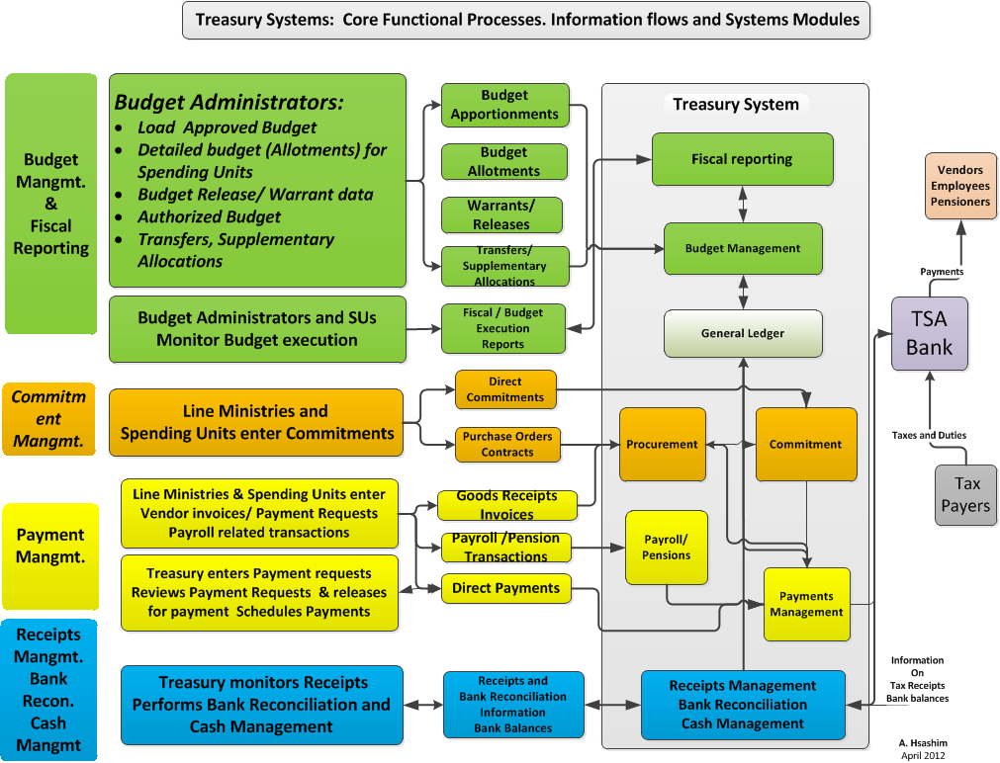 Treasury Systems:  Core Functional Processes. Information flows and Systems Modules
Budget
Mangmt.
&
Fiscal
Reporting
Budget Administrators:
• Load  Approved Budget
• Detailed budget (Allotments) for
Spending Units
• Budget Release/ Warrant data
• Authorized Budget
• Transfers, Supplementary
Allocations
Budget Administrators and SUs
Monitor Budget execution
Budget
Apportionments
Budget
Allotments
Warrants/
Releases
Transfers/
Supplementary
Allocations
Fiscal / Budget
Execution
Reports
Treasury System
Fiscal reporting
Budget Management
General Ledger
Vendors
Employees
Pensioners
Payments
TSA
Bank
Taxes and Duties
Tax
Payers
Commitm
ent
Mangmt.
Line Ministries and
Spending Units enter Commitments
Direct
Commitments
Purchase Orders
Contracts
Procurement
Commitment
Payment
Mangmt.
Line Ministries & Spending Units enter
Vendor invoices/ Payment Requests
Payroll related transactions
Treasury enters Payment requests
Reviews Payment Requests  & releases
for payment  Schedules Payments
Goods Receipts
Invoices
Payroll /Pension
Transactions
Direct Payments
Payroll/
Pensions
Payments
Management
Receipts
Mangmt.
Bank
Recon.
Cash
Mangmt
Treasury monitors Receipts
Performs Bank Reconciliation and
Cash Management
Receipts and
Bank Reconciliation
Information
Bank Balances
Receipts Management
Bank Reconciliation
Cash Management
Information
On
Tax Receipts
Bank balances
A. Hsashim
April 2012